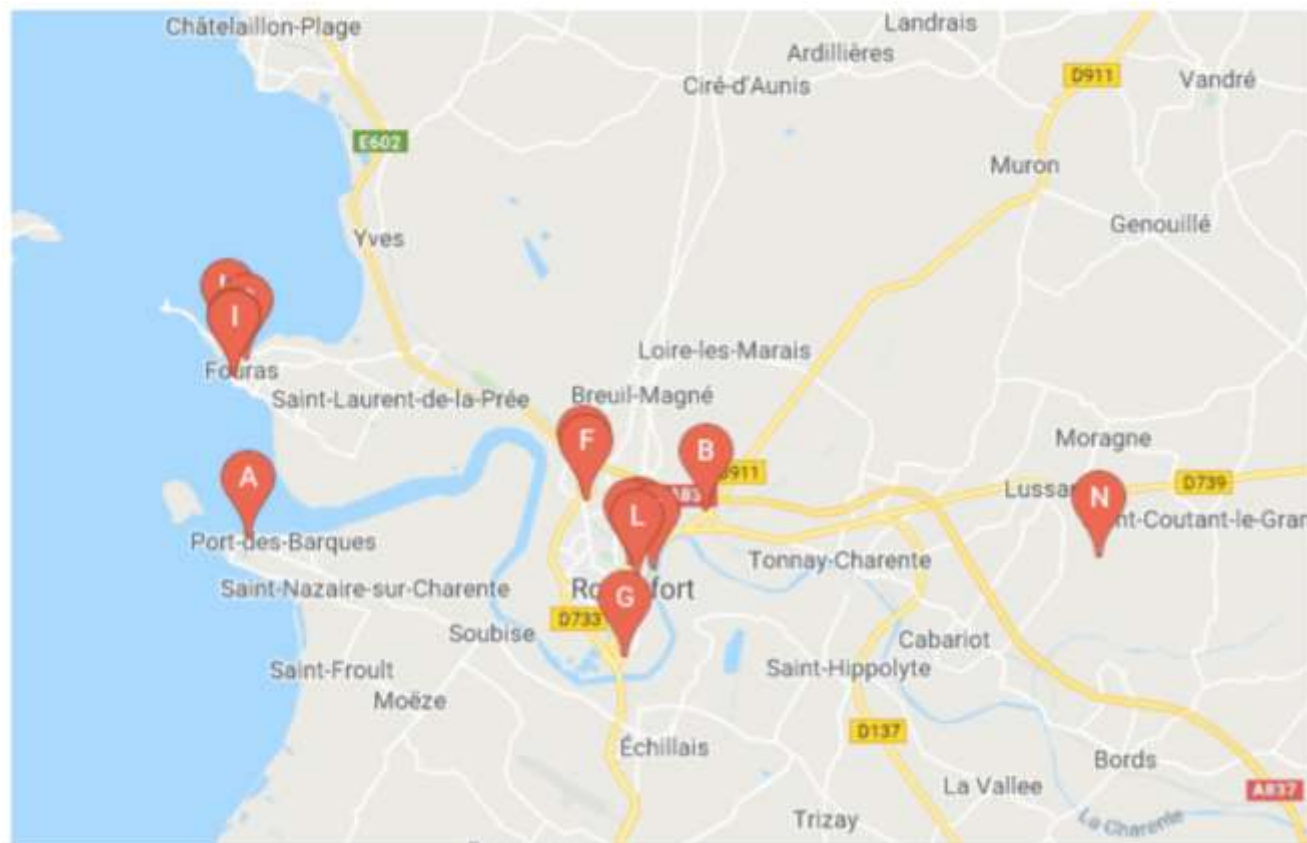 Châtelaillon-Plage
Landrais
Ardillières
Ciré-d'Aunis
D911
Vandré
E602
Muron
Genouillé
Yves
I
Fouras
Loire-les-Marais
Saint-Laurent-de-la-Prée
Breuil-Magné
F
B
D911
Moragne
A
L
N
D739
Port-des-Barques
Tonnay-Charente
Saint-Nazaire-sur-Charente
G
D733
Soubise
Cabariot
Saint-Froult
Saint-Hippolyte
Moëze
Échillais
D137
Bords
La Vallee
A837
Trizay
La Charente